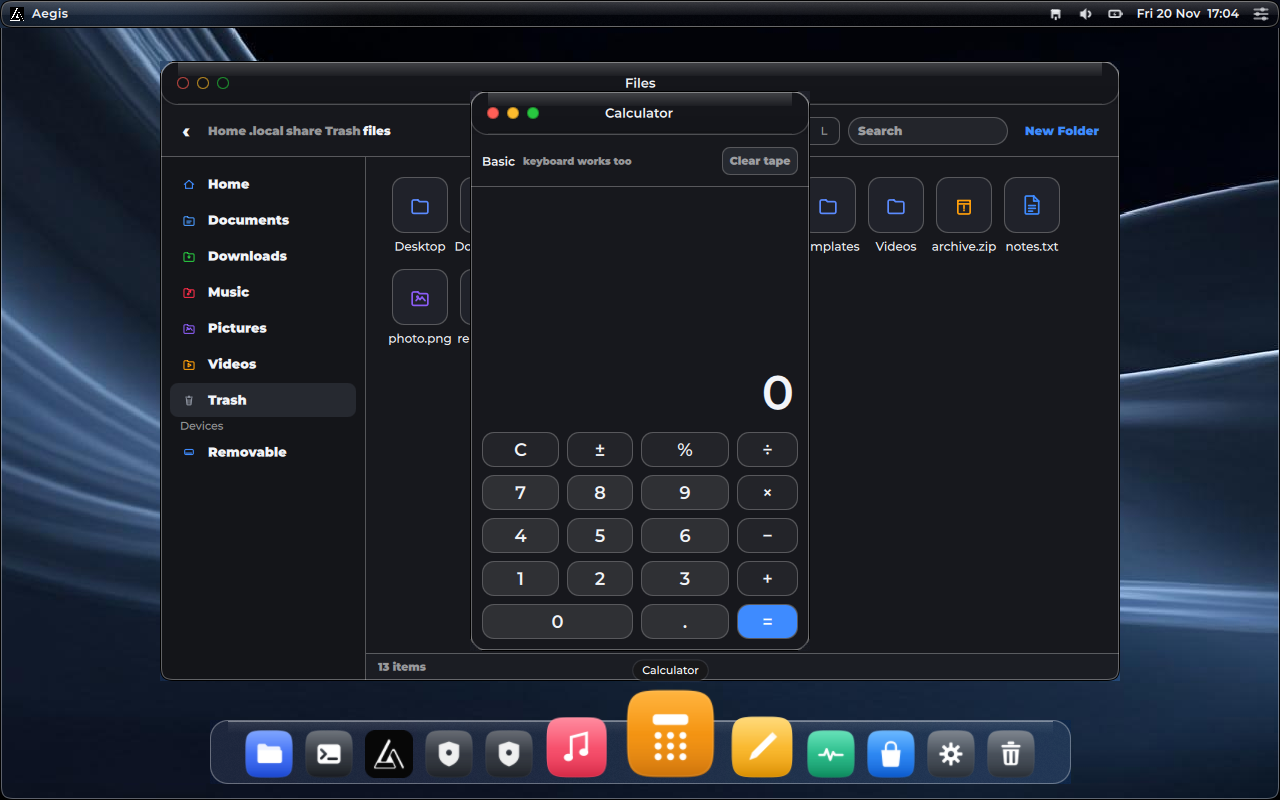 Aegis
Fri 20 Nov 17:04
Files
Calculator
Home .local share Trash files
L
Search
New Folder
Basic keyboard works too
Clear tape
Home
Documents
Downloads
Music
Pictures
Videos
Trash
Devices
Removable
Desktop
Do
mplates
Videos
archive.zip
notes.txt
photo.png
re
0
C ± % ÷
7 8 9 ×
4 5 6 −
1 2 3 +
0 . =
13 items
Calculator